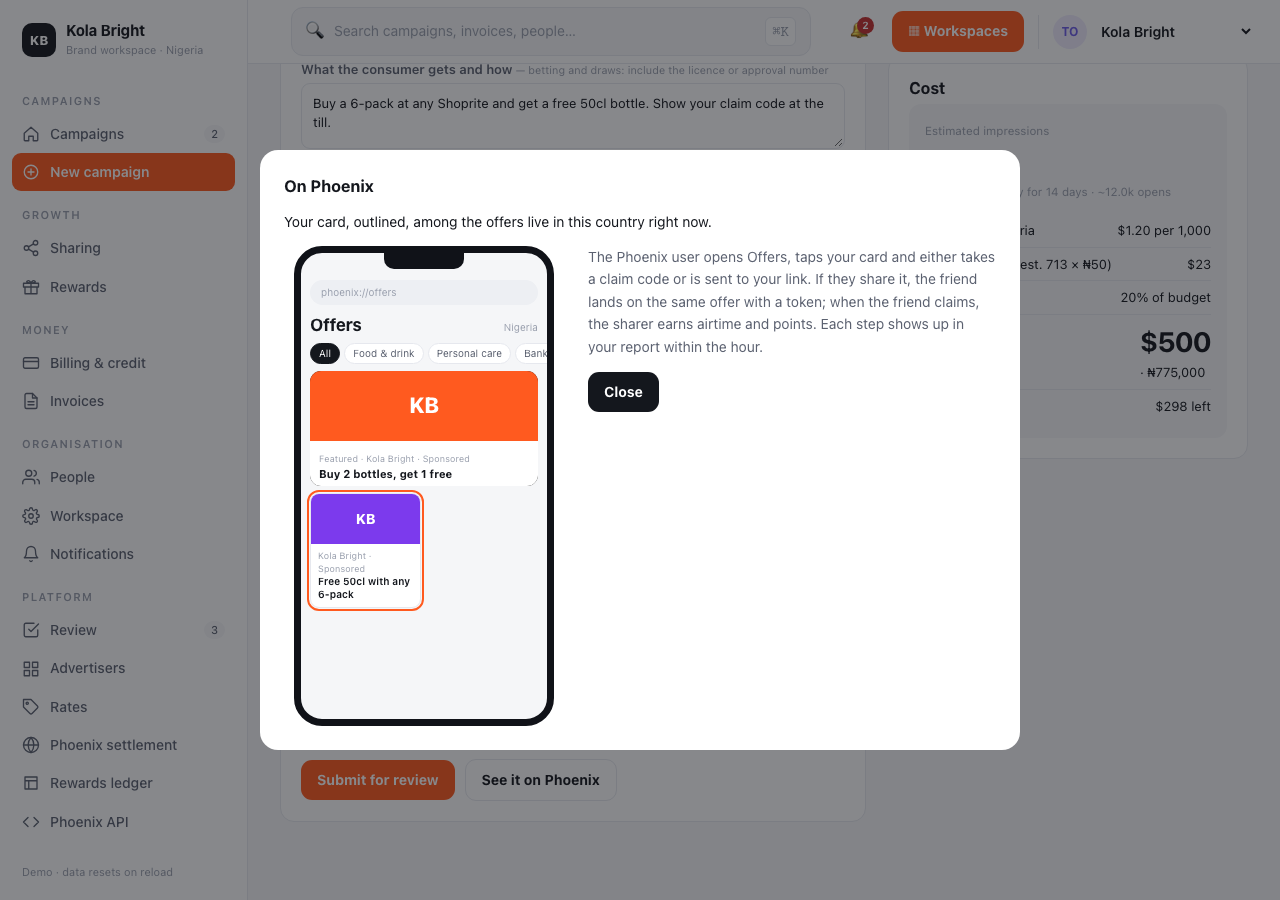 KB
Kola Bright
Brand workspace · Nigeria
CAMPAIGNS
Campaigns 2
New campaign
GROWTH
Sharing
Rewards
MONEY
Billing & credit
Invoices
ORGANISATION
People
Workspace
Notifications
PLATFORM
Review 3
Advertisers
Rates
Phoenix settlement
Rewards ledger
Phoenix API
Demo · data resets on reload
Search campaigns, invoices, people... ⌘K
2
Workspaces
TO Kola Bright
What the consumer gets and how — betting and draws: include the licence or approval number
Buy a 6-pack at any Shoprite and get a free 50cl bottle. Show your claim code at the
till.
On Phoenix
Your card, outlined, among the offers live in this country right now.
phoenix://offers
Offers Nigeria
All Food & drink Personal care Bank
KB
Featured · Kola Bright · Sponsored
Buy 2 bottles, get 1 free
KB
Kola Bright ·
Sponsored
Free 50cl with any
6-pack
The Phoenix user opens Offers, taps your card and either takes
a claim code or is sent to your link. If they share it, the friend
lands on the same offer with a token; when the friend claims,
the sharer earns airtime and points. Each step shows up in
your report within the hour.
Close
Submit for review
See it on Phoenix
Cost
Estimated impressions
for 14 days · ~12.0k opens
$1.20 per 1,000
est. 713 × ₦50) $23
20% of budget
$500
· ₦775,000
$298 left